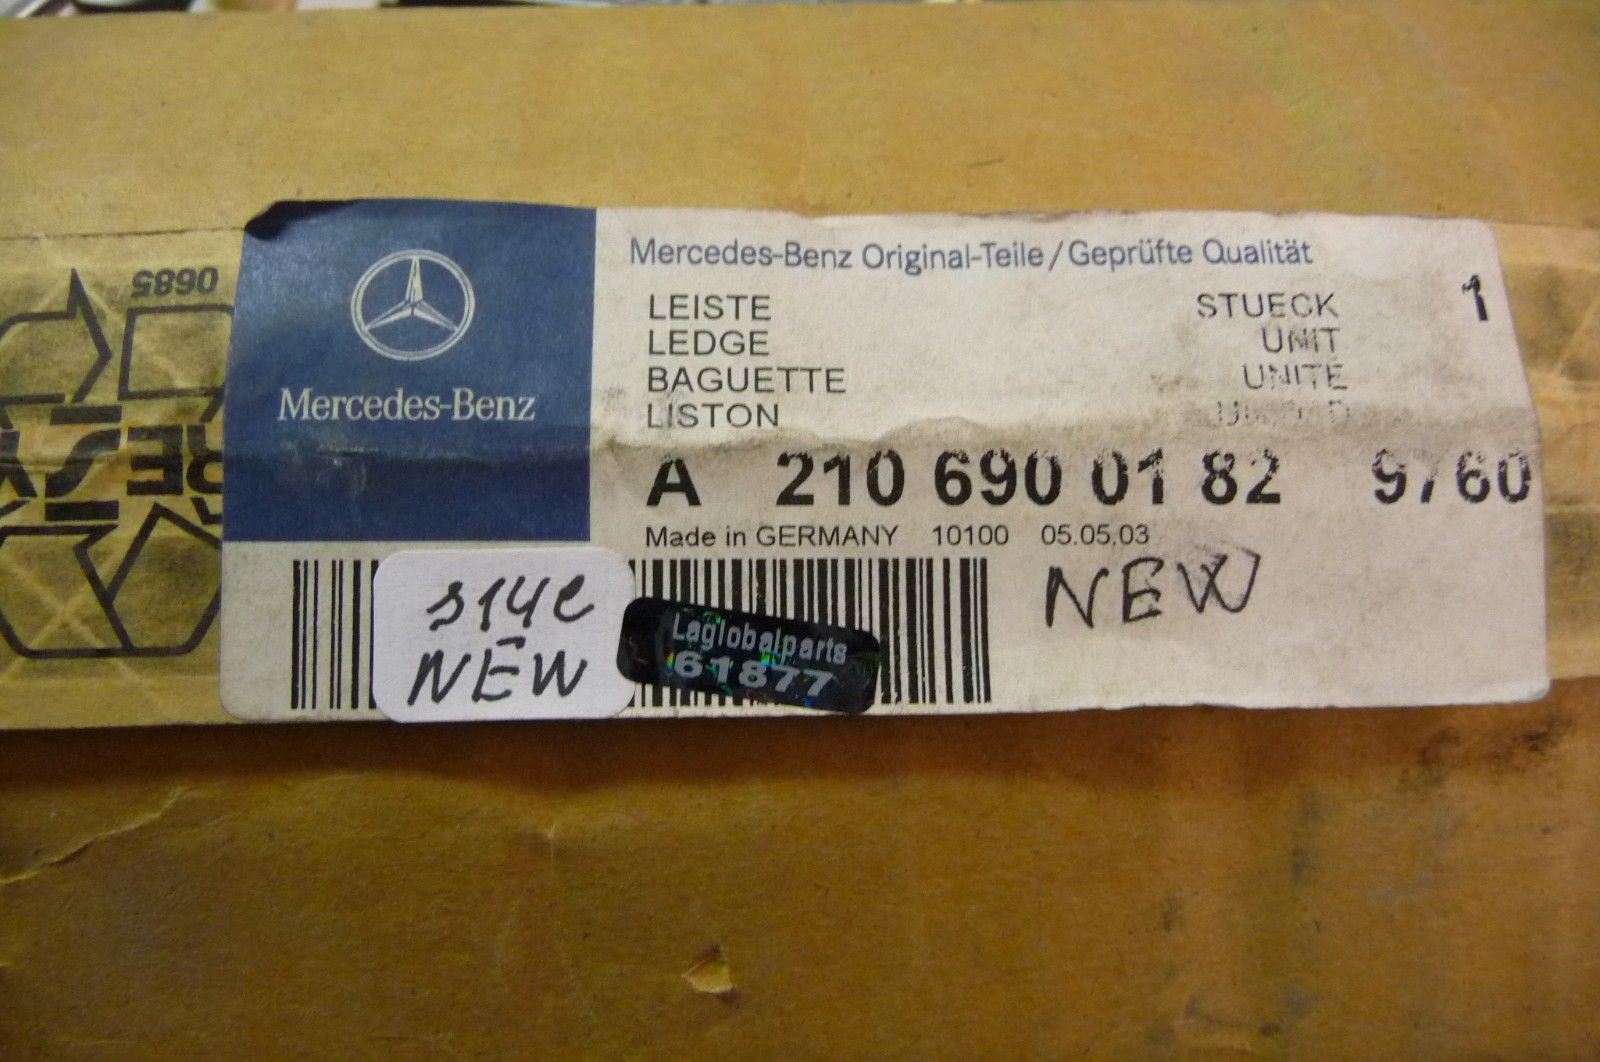 0685
RESY
Mercedes-Benz
Mercedes-Benz Original-Teile/Geprüfte Qualität
LEISTE STUECK 1
LEDGE UNIT
BAGUETTE UNITE
LISTON
A 210 690 01 82 9760
Made in GERMANY 10100 05.05.03
NEW
S14C
NEW
Laglobalparts
61877